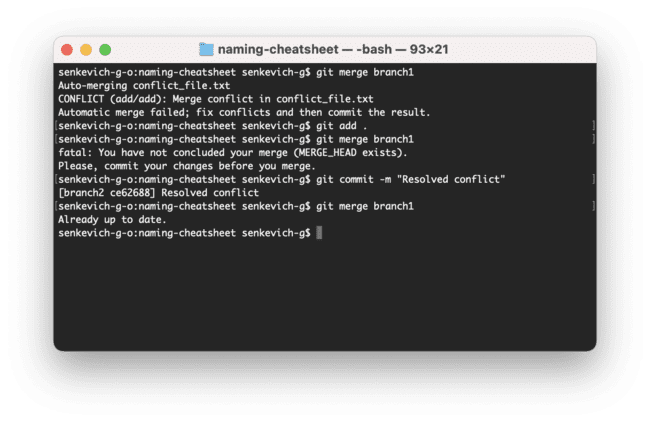 naming-cheatsheet — -bash — 93×21
senkevich-g-o:naming-cheatsheet senkevich-g$ git merge branch1
Auto-merging conflict_file.txt
CONFLICT (add/add): Merge conflict in conflict_file.txt
Automatic merge failed; fix conflicts and then commit the result.
[senkevich-g-o:naming-cheatsheet senkevich-g$ git add . ]
[senkevich-g-o:naming-cheatsheet senkevich-g$ git merge branch1 ]
fatal: You have not concluded your merge (MERGE_HEAD exists).
Please, commit your changes before you merge.
[senkevich-g-o:naming-cheatsheet senkevich-g$ git commit -m "Resolved conflict" ]
[branch2 ce62688] Resolved conflict
[senkevich-g-o:naming-cheatsheet senkevich-g$ git merge branch1 ]
Already up to date.
senkevich-g-o:naming-cheatsheet senkevich-g$